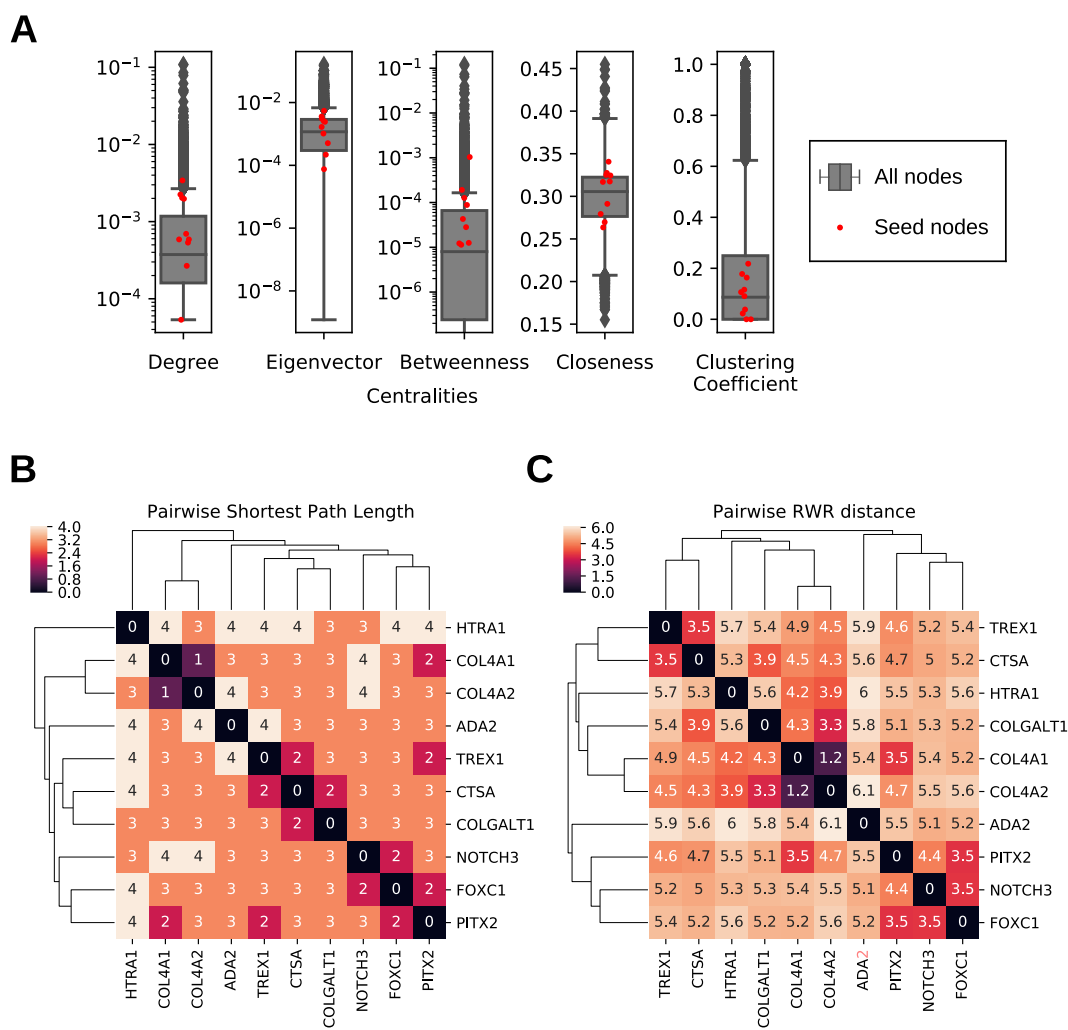 A
10⁻¹
10⁻²
10⁻³
10⁻⁴
Degree
10⁻²
10⁻⁴
10⁻⁶
10⁻⁸
Eigenvector
10⁻¹
10⁻²
10⁻³
10⁻⁴
10⁻⁵
10⁻⁶
Betweenness
0.45
0.40
0.35
0.30
0.25
0.20
0.15
Closeness
1.0
0.8
0.6
0.4
0.2
0.0
Clustering
Coefficient
Centralities
All nodes
Seed nodes
B
Pairwise Shortest Path Length
4.0
3.2
2.4
1.6
0.8
0.0
0 4 3 4 4 4 3 3 4 4 HTRA1
4 0 1 3 3 3 3 4 3 2 COL4A1
3 1 0 4 3 3 3 4 3 3 COL4A2
4 3 4 0 4 3 3 3 3 3 ADA2
4 3 3 4 0 2 3 3 3 2 TREX1
4 3 3 3 2 0 2 3 3 3 CTSA
3 3 3 3 3 2 0 3 3 3 COLGALT1
3 4 4 3 3 3 3 0 2 3 NOTCH3
4 3 3 3 3 3 3 2 0 2 FOXC1
4 2 3 3 2 3 3 3 2 0 PITX2
HTRA1
COL4A1
COL4A2
ADA2
TREX1
CTSA
COLGALT1
NOTCH3
FOXC1
PITX2
C
Pairwise RWR distance
6.0
4.5
3.0
1.5
0.0
0 3.5 5.7 5.4 4.9 4.5 5.9 4.6 5.2 5.4 TREX1
3.5 0 5.3 3.9 4.5 4.3 5.6 4.7 5 5.2 CTSA
5.7 5.3 0 5.6 4.2 3.9 6 5.5 5.3 5.6 HTRA1
5.4 3.9 5.6 0 4.3 3.3 5.8 5.1 5.3 5.2 COLGALT1
4.9 4.5 4.2 4.3 0 1.2 5.4 3.5 5.4 5.2 COL4A1
4.5 4.3 3.9 3.3 1.2 0 6.1 4.7 5.5 5.6 COL4A2
5.9 5.6 6 5.8 5.4 6.1 0 5.5 5.1 5.2 ADA2
4.6 4.7 5.5 5.1 3.5 4.7 5.5 0 4.4 3.5 PITX2
5.2 5 5.3 5.3 5.4 5.5 5.1 4.4 0 3.5 NOTCH3
5.4 5.2 5.6 5.2 5.2 5.6 5.2 3.5 3.5 0 FOXC1
TREX1
CTSA
HTRA1
COLGALT1
COL4A1
COL4A2
ADA2
PITX2
NOTCH3
FOXC1